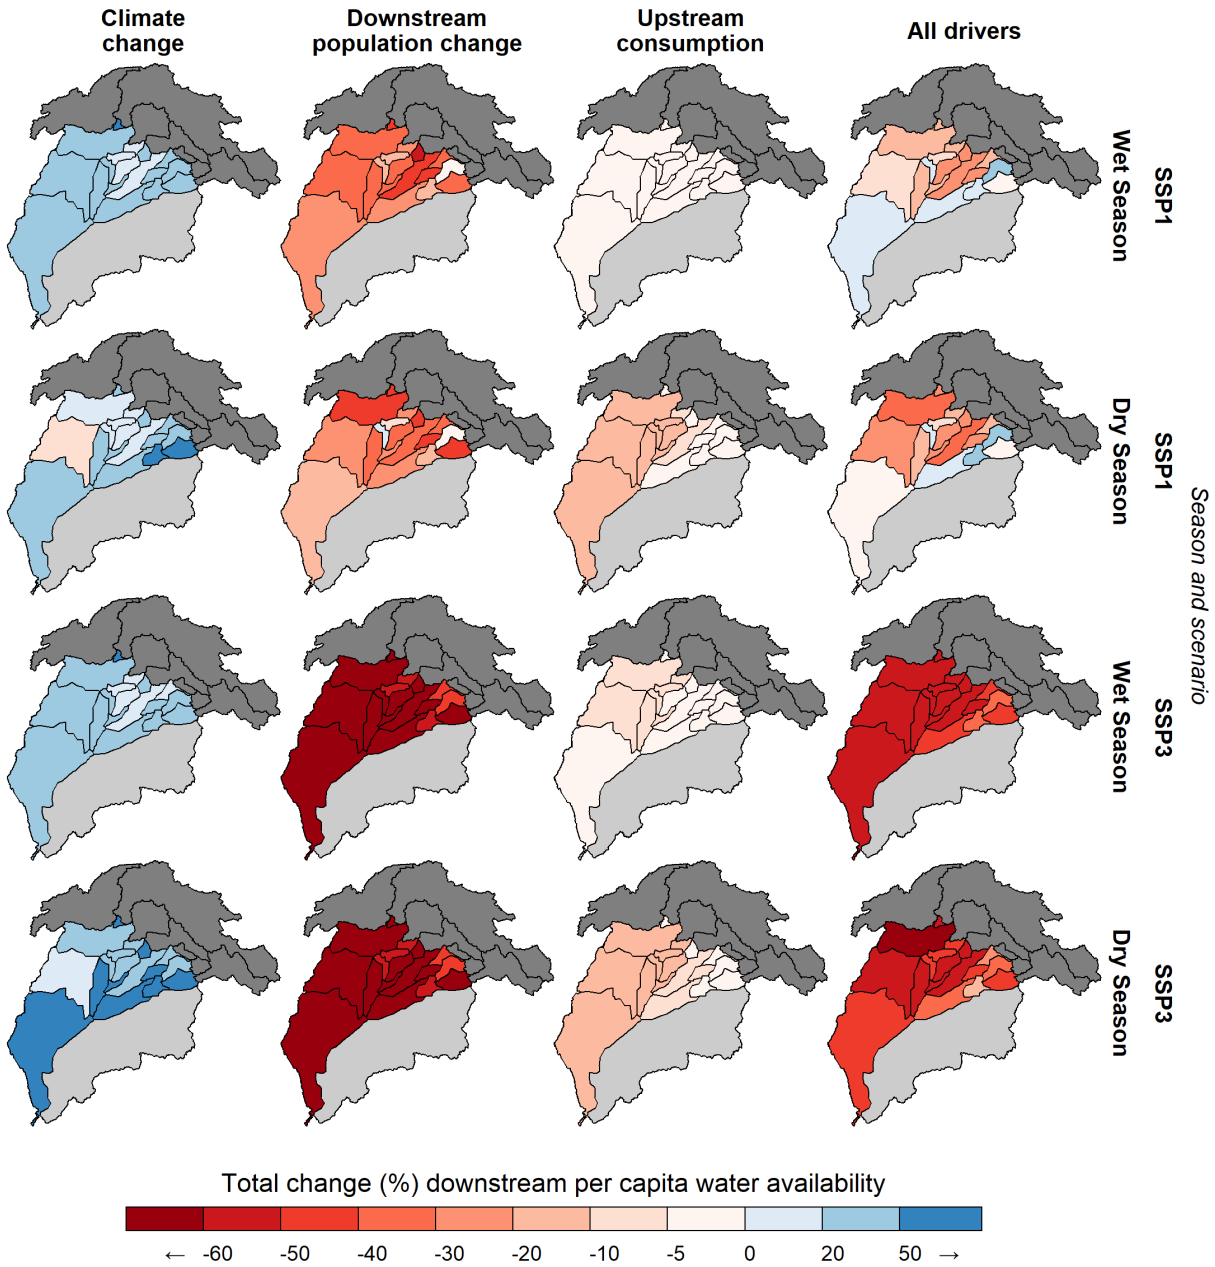 Climate
change
Downstream
population change
Upstream
consumption
All drivers
SSP1
Wet Season
SSP1
Dry Season
SSP3
Wet Season
SSP3
Dry Season
Season and scenario
Total change (%) downstream per capita water availability
← -60 -50 -40 -30 -20 -10 -5 0 20 50 →